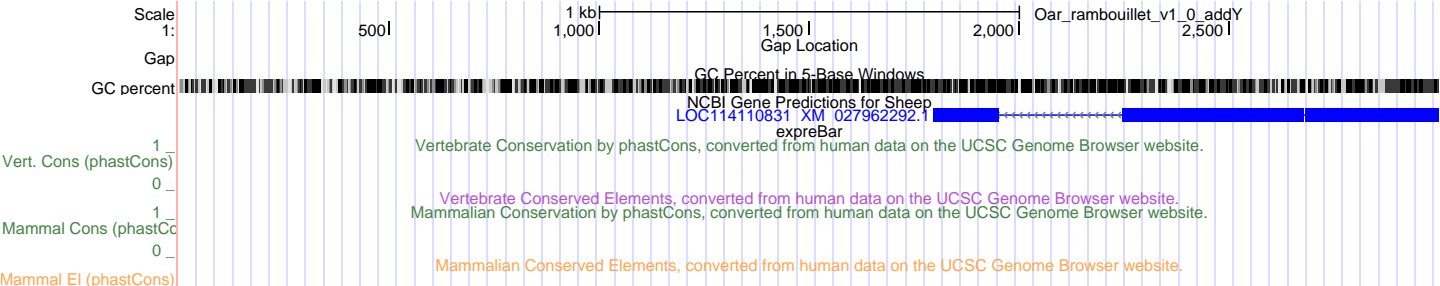 Scale 1 kb Oar_rambouillet_v1_0_addY
1: 500 1,000 1,500 2,000 2,500
Gap Location
Gap
GC Percent in 5-Base Windows
GC percent
NCBI Gene Predictions for Sheep
LOC114110831 XM_027962292.1
expreBar
1 _
Vertebrate Conservation by phastCons, converted from human data on the UCSC Genome Browser website.
Vert. Cons (phastCons)
0 _
Vertebrate Conserved Elements, converted from human data on the UCSC Genome Browser website.
1 _
Mammalian Conservation by phastCons, converted from human data on the UCSC Genome Browser website.
Mammal Cons (phastCo
0 _
Mammalian Conserved Elements, converted from human data on the UCSC Genome Browser website.
Mammal El (phastCons)